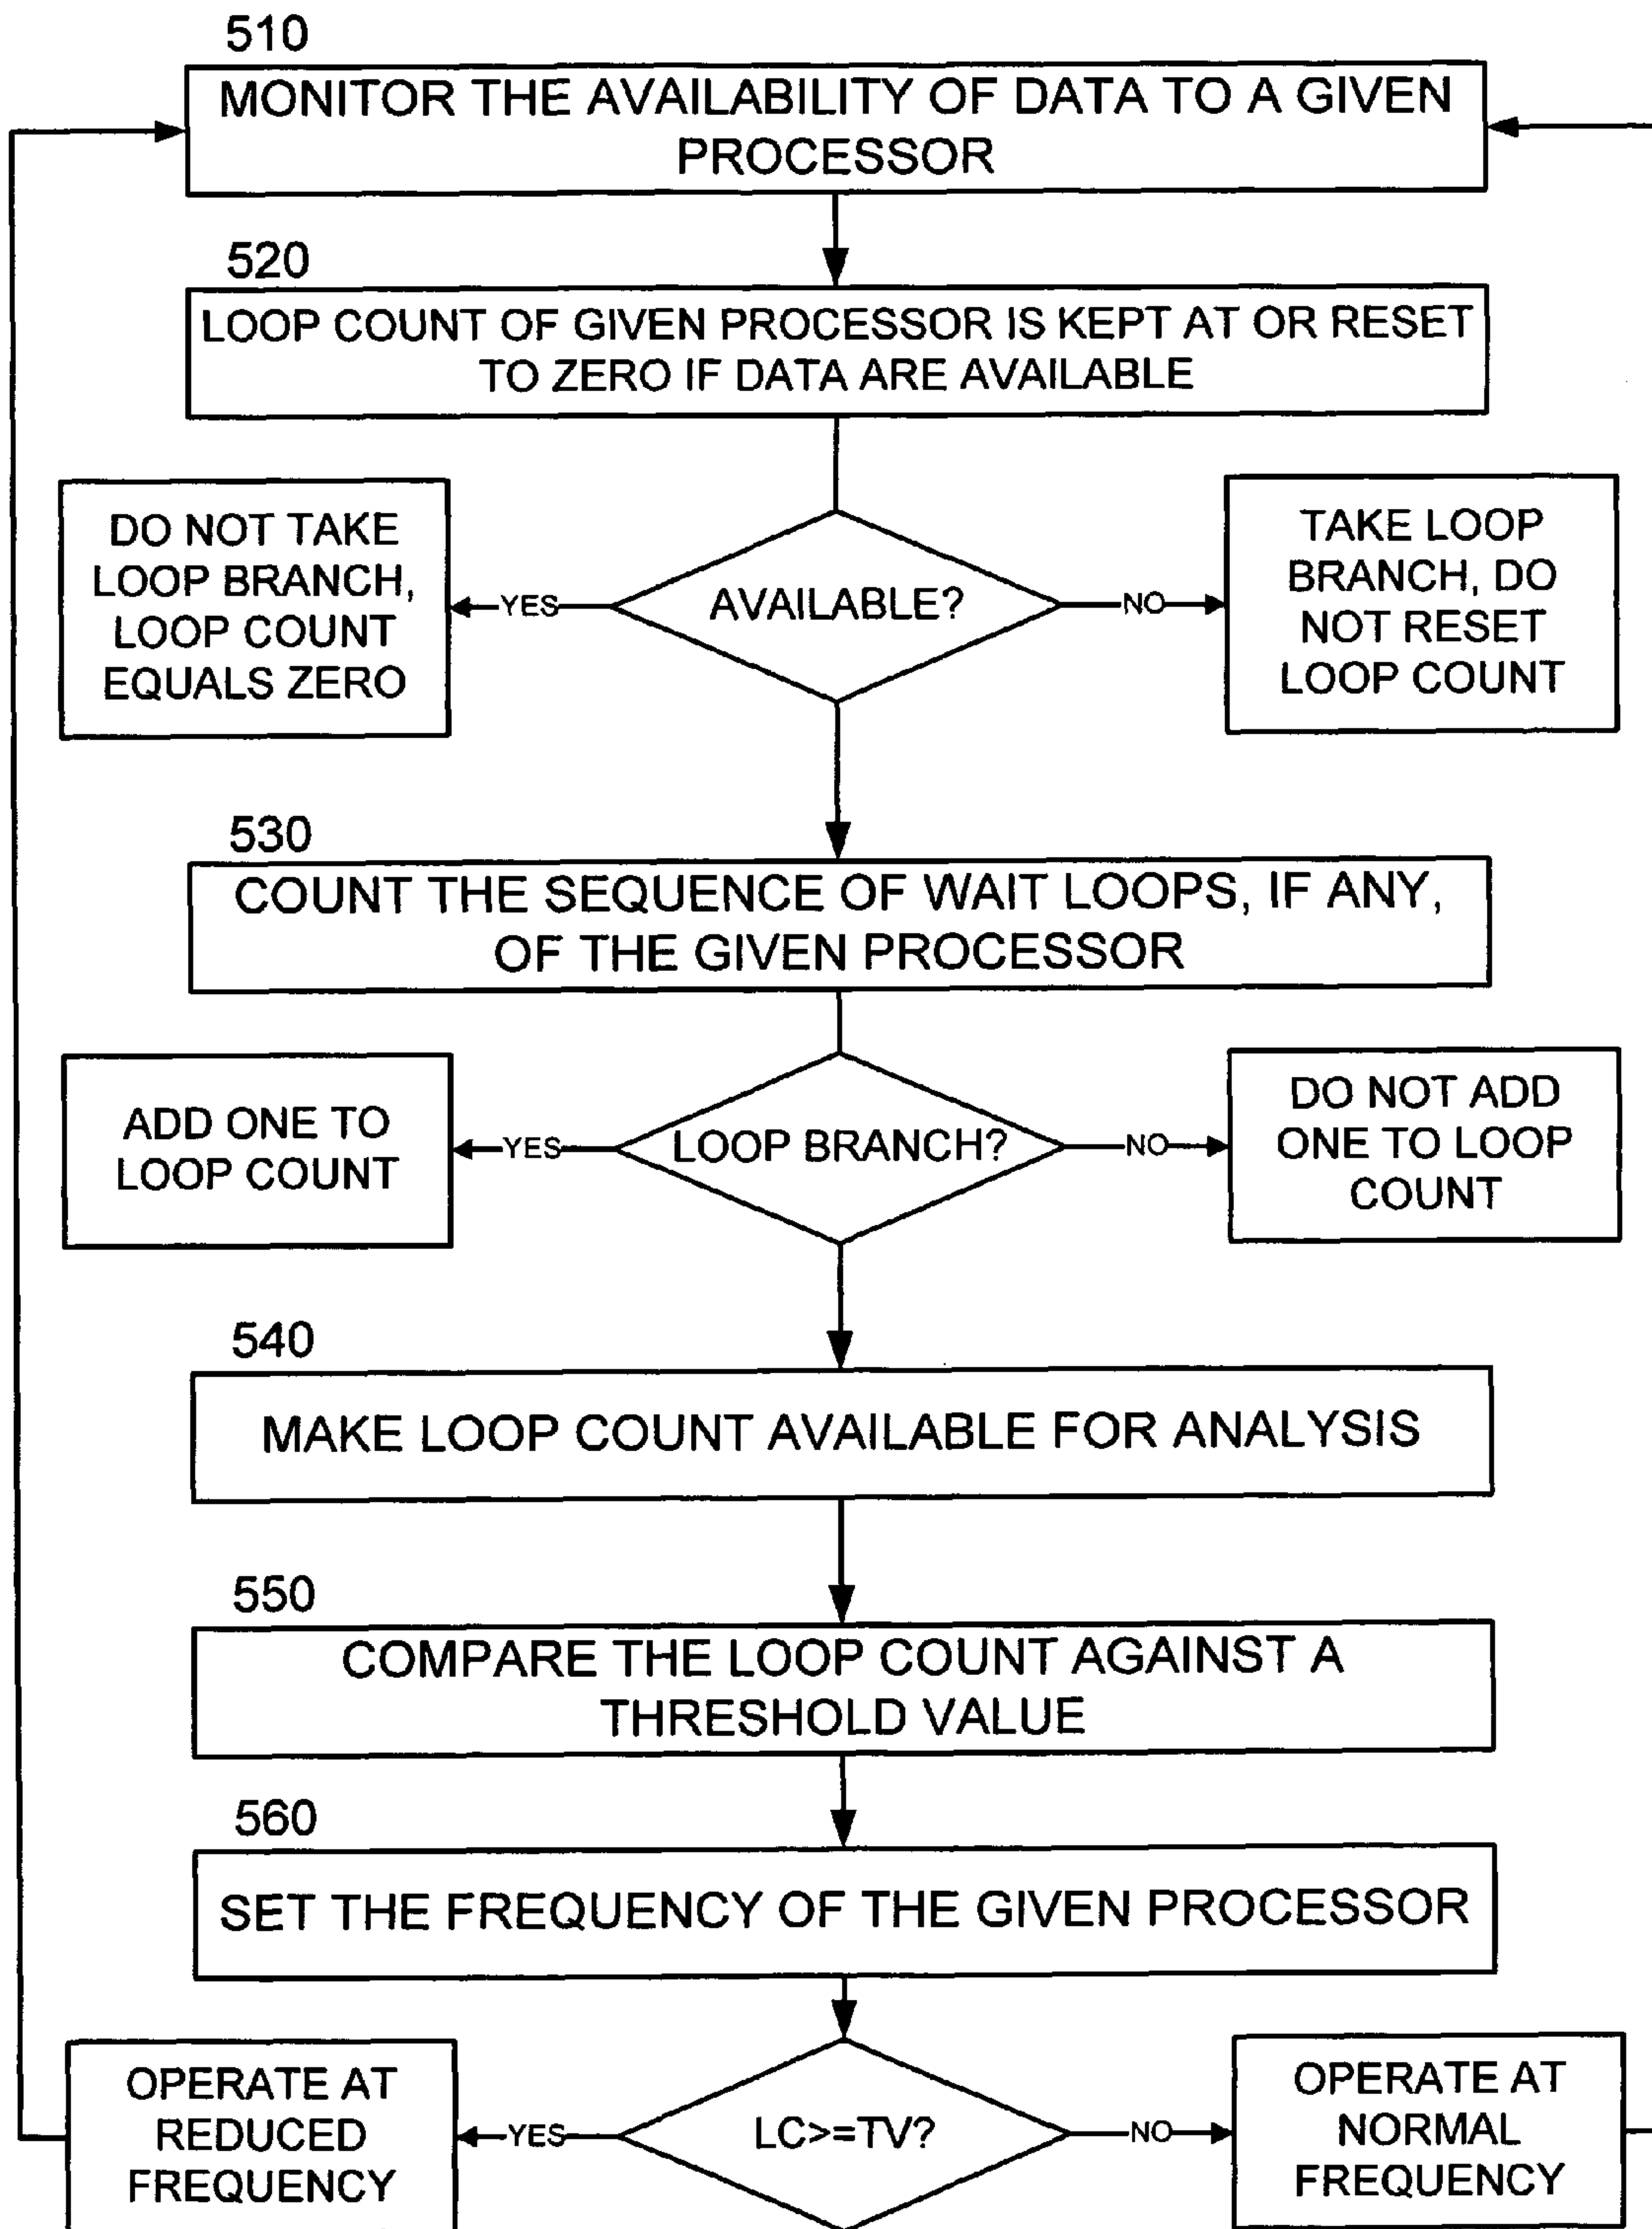 510
MONITOR THE AVAILABILITY OF DATA TO A GIVEN
PROCESSOR
520
LOOP COUNT OF GIVEN PROCESSOR IS KEPT AT OR RESET
TO ZERO IF DATA ARE AVAILABLE
DO NOT TAKE
LOOP BRANCH,
LOOP COUNT
EQUALS ZERO
YES
AVAILABLE?
NO
TAKE LOOP
BRANCH, DO
NOT RESET
LOOP COUNT
530
COUNT THE SEQUENCE OF WAIT LOOPS, IF ANY,
OF THE GIVEN PROCESSOR
ADD ONE TO
LOOP COUNT
YES
LOOP BRANCH?
NO
DO NOT ADD
ONE TO LOOP
COUNT
540
MAKE LOOP COUNT AVAILABLE FOR ANALYSIS
550
COMPARE THE LOOP COUNT AGAINST A
THRESHOLD VALUE
560
SET THE FREQUENCY OF THE GIVEN PROCESSOR
OPERATE AT
REDUCED
FREQUENCY
YES
LC>=TV?
NO
OPERATE AT
NORMAL
FREQUENCY